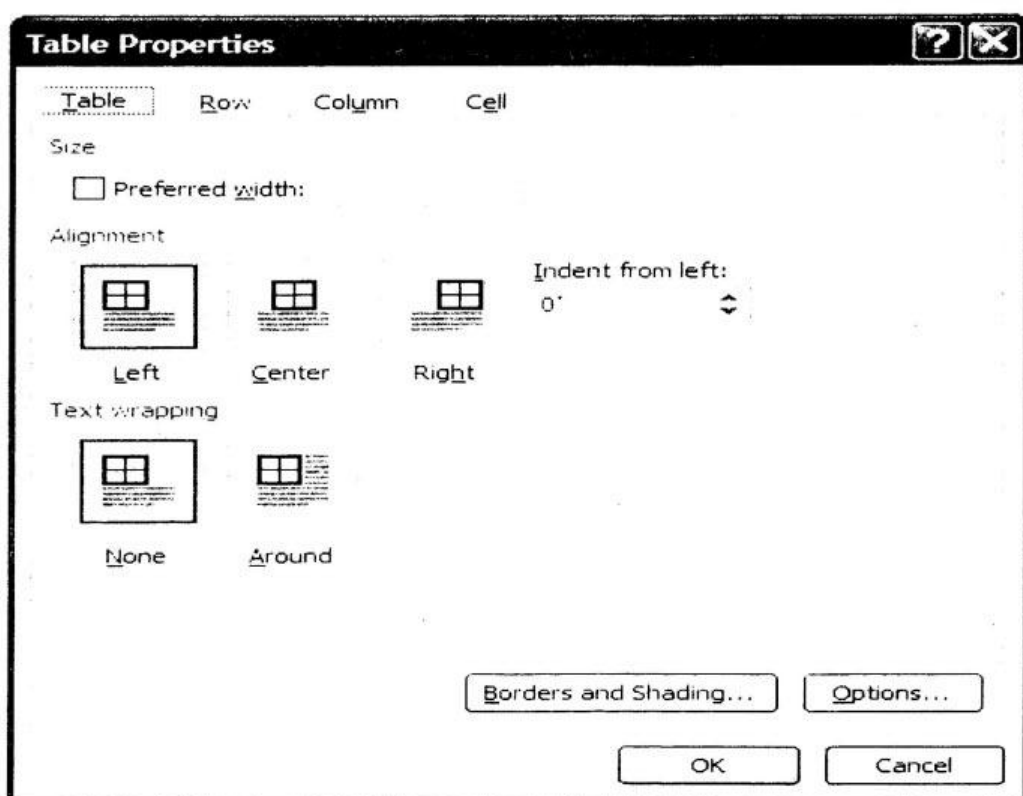 Table Properties
Table Row Column Cell
Size
Preferred width:
Alignment
Indent from left:
0"
Left Center Right
Text wrapping
None Around
Borders and Shading... Options...
OK Cancel